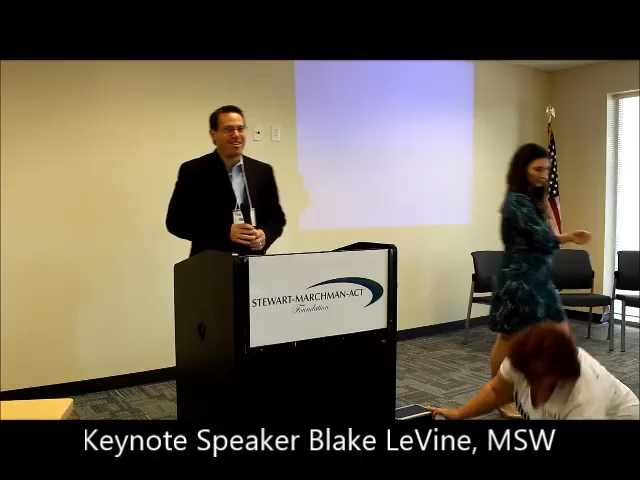 STEWART-MARCHMAN-ACT
Foundation
Keynote Speaker Blake LeVine, MSW